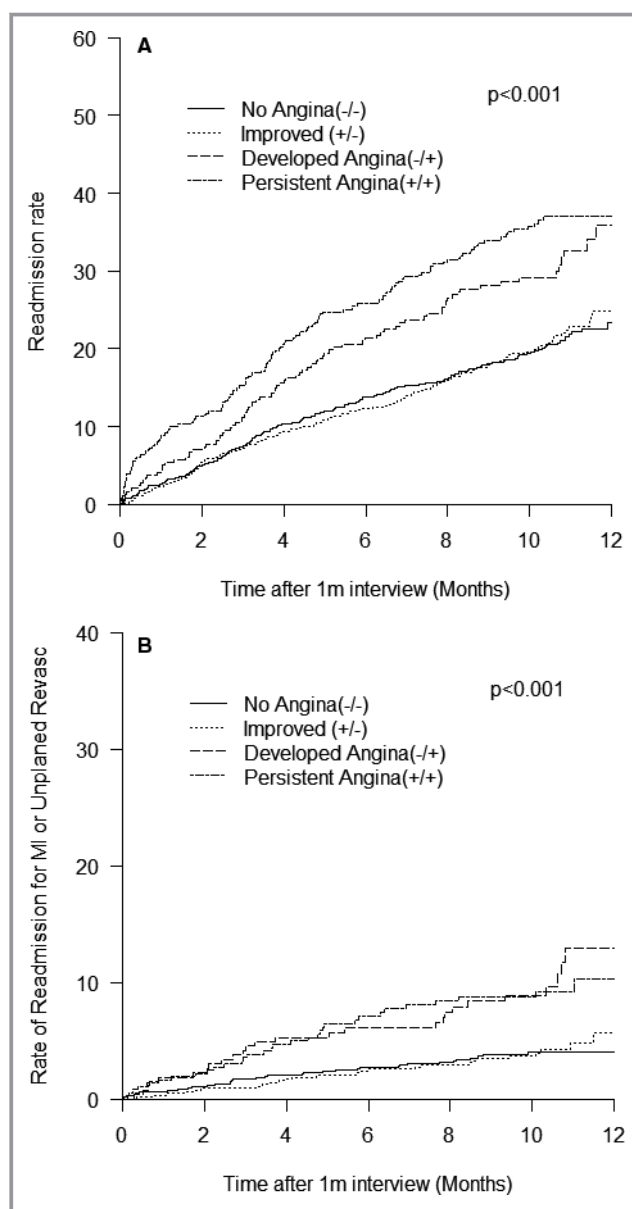 A
p<0.001
No Angina(-/-)
Improved (+/-)
Developed Angina(-/+)
Persistent Angina(+/+)
Readmission rate
60
50
40
30
20
10
0
0 2 4 6 8 10 12
Time after 1m interview (Months)
B
p<0.001
No Angina(-/-)
Improved (+/-)
Developed Angina(-/+)
Persistent Angina(+/+)
Rate of Readmission for MI or Unplaned Revasc
40
30
20
10
0
0 2 4 6 8 10 12
Time after 1m interview (Months)